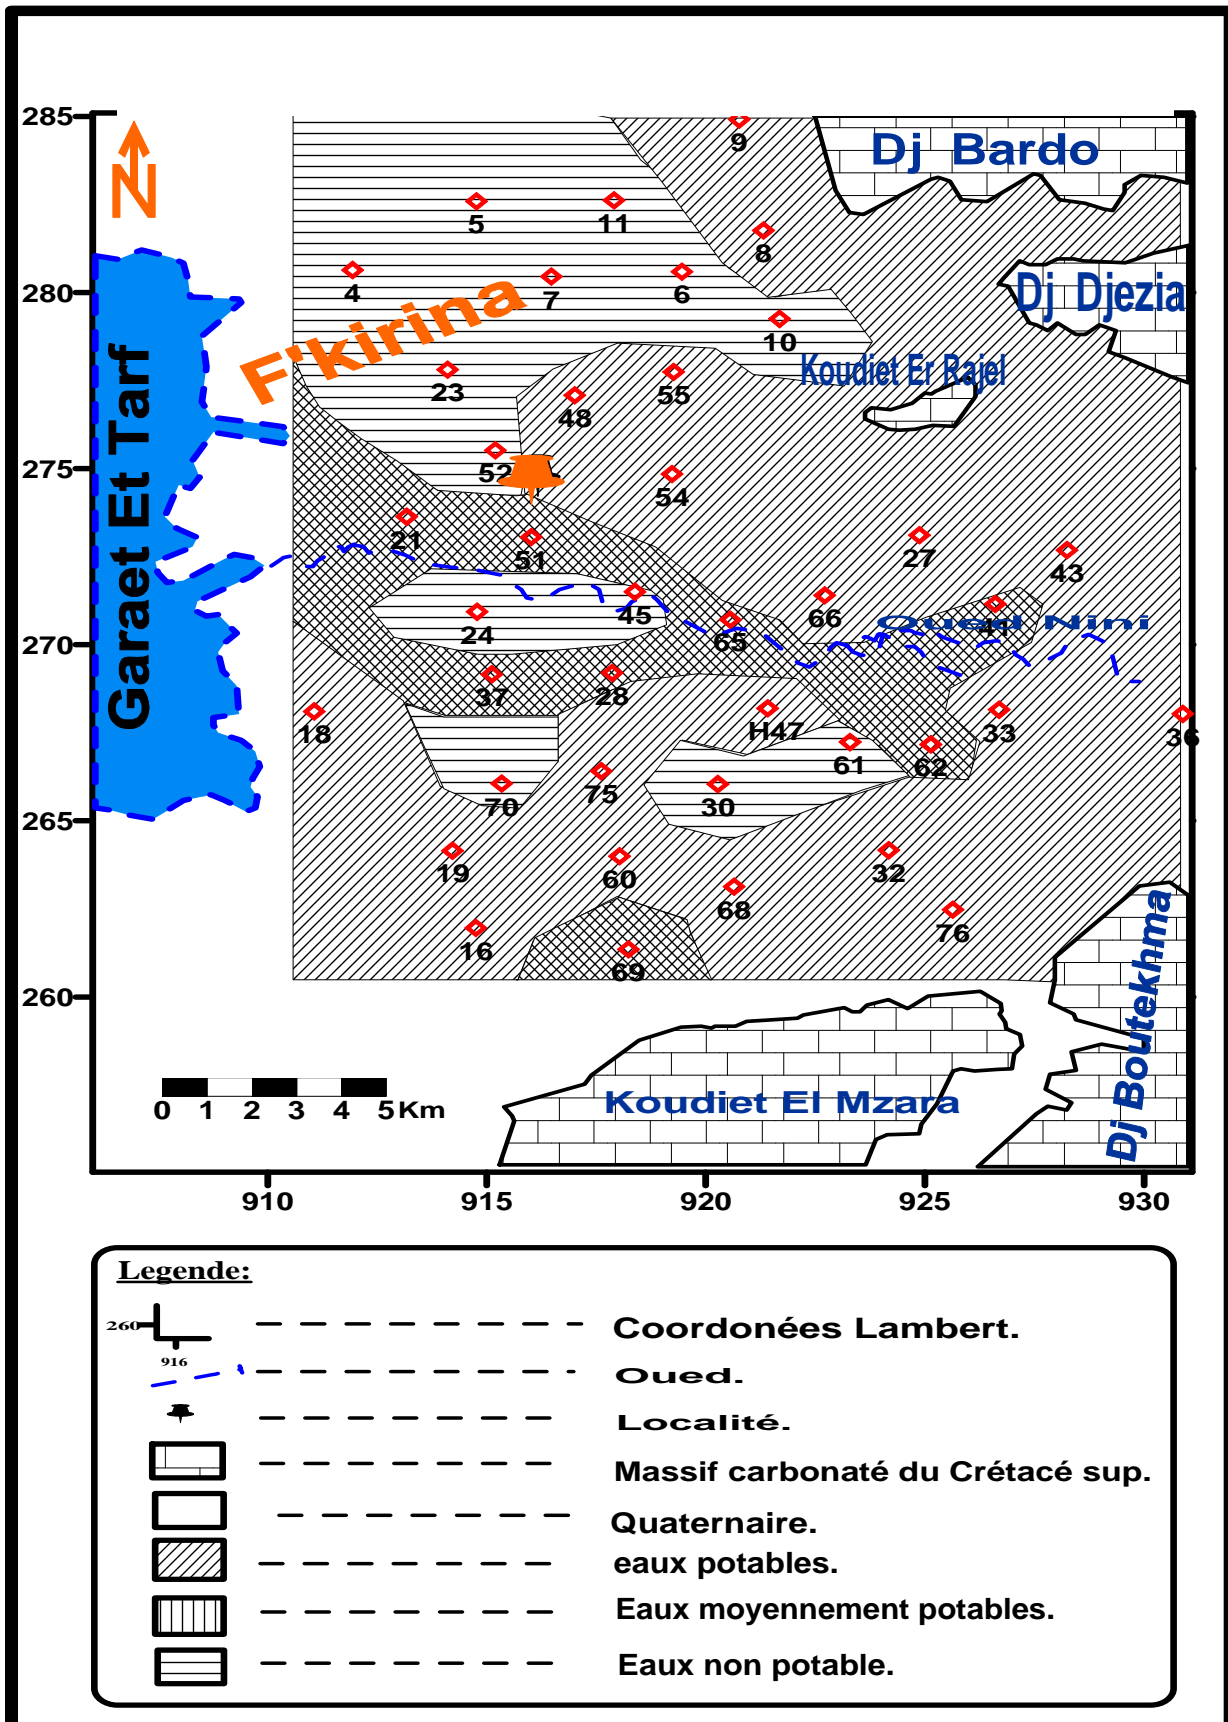 285
N
Dj Bardo
9
5
11
8
280
4
7
6
Dj Djezia
F'kirina
10
Koudiet Er Rajel
23
55
48
Garaet Et Tarf
275
52
54
21
51
27
43
45
66
41
Oued Nini
24
65
270
37
28
18
H47
33
36
61
62
70
75
30
265
19
60
32
68
76
16
69
260
Dj Boutekhma
Koudiet El Mzara
0 1 2 3 4 5 Km
910 915 920 925 930
Legende:
260
916
Coordonées Lambert.
Oued.
Localité.
Massif carbonaté du Crétacé sup.
Quaternaire.
eaux potables.
Eaux moyennement potables.
Eaux non potable.